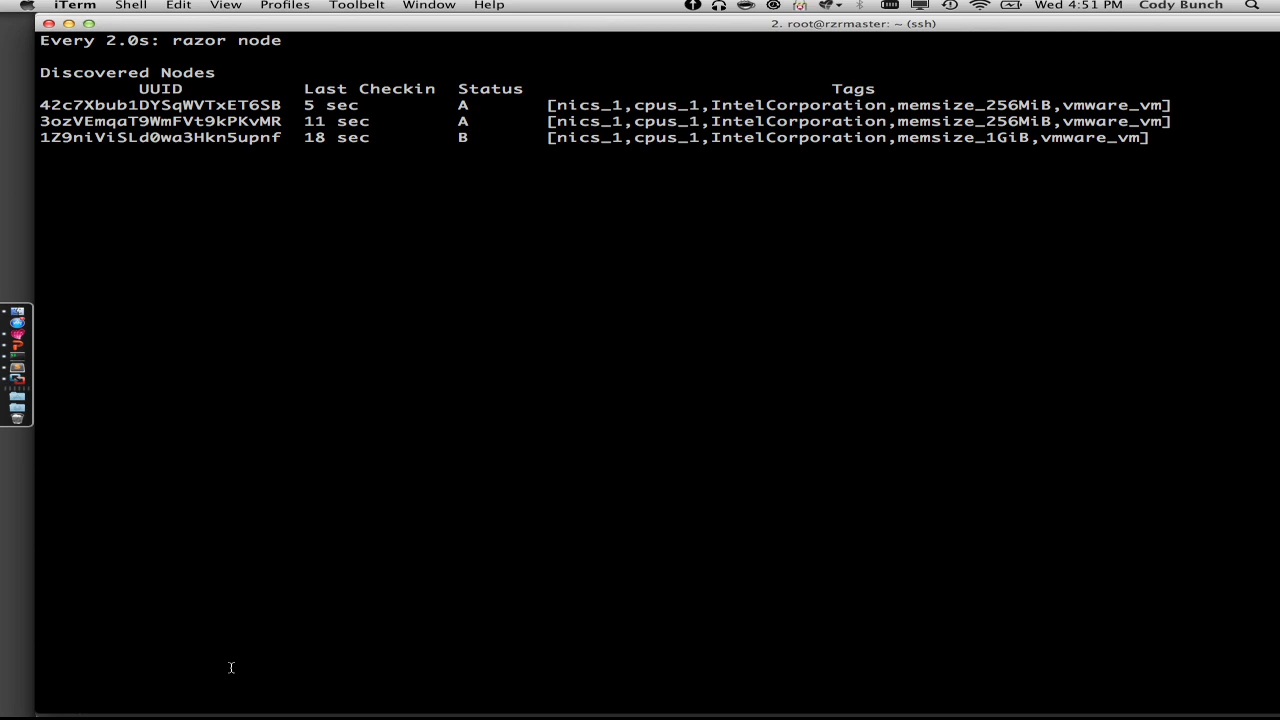 iTerm Shell Edit View Profiles Toolbelt Window Help Wed 4:51 PM Cody Bunch
2. root@rzrmaster: ~ (ssh)
Every 2.0s: razor node
Discovered Nodes
UUID Last Checkin Status Tags
42c7Xbub1DYSqWVTxET6SB 5 sec A [nics_1,cpus_1,IntelCorporation,memsize_256MiB,vmware_vm]
3ozVEmqaT9WmFVt9kPKvMR 11 sec A [nics_1,cpus_1,IntelCorporation,memsize_256MiB,vmware_vm]
1Z9niViSLd0wa3Hkn5upnf 18 sec B [nics_1,cpus_1,IntelCorporation,memsize_1GiB,vmware_vm]